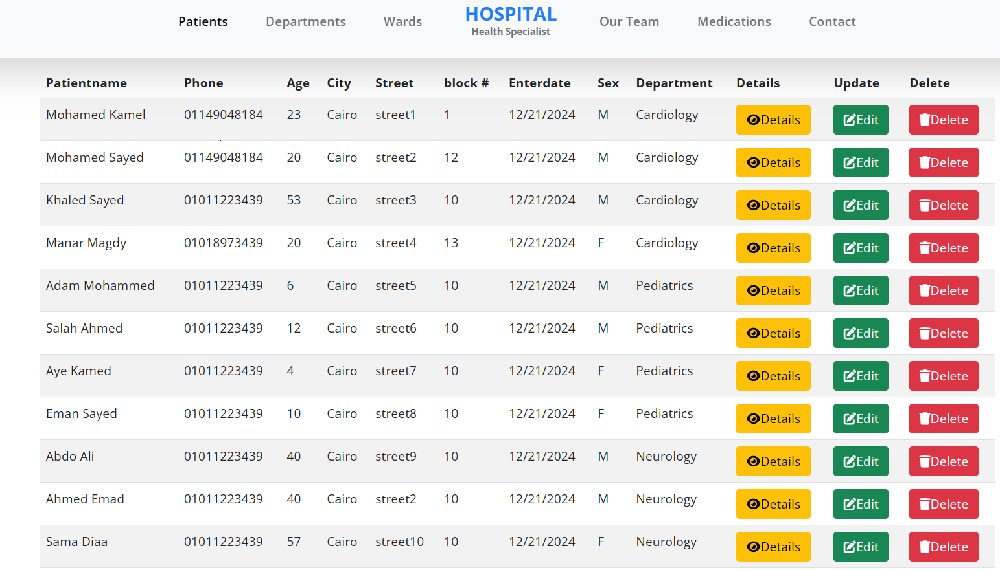 Patients Departments Wards HOSPITAL Our Team Medications Contact
Health Specialist
Patientname Phone Age City Street block # Enterdate Sex Department Details Update Delete
Mohamed Kamel 01149048184 23 Cairo street1 1 12/21/2024 M Cardiology Details Edit Delete
Mohamed Sayed 01149048184 20 Cairo street2 12 12/21/2024 M Cardiology Details Edit Delete
Khaled Sayed 01011223439 53 Cairo street3 10 12/21/2024 M Cardiology Details Edit Delete
Manar Magdy 01018973439 20 Cairo street4 13 12/21/2024 F Cardiology Details Edit Delete
Adam Mohammed 01011223439 6 Cairo street5 10 12/21/2024 M Pediatrics Details Edit Delete
Salah Ahmed 01011223439 12 Cairo street6 10 12/21/2024 M Pediatrics Details Edit Delete
Aye Kamed 01011223439 4 Cairo street7 10 12/21/2024 F Pediatrics Details Edit Delete
Eman Sayed 01011223439 10 Cairo street8 10 12/21/2024 F Pediatrics Details Edit Delete
Abdo Ali 01011223439 40 Cairo street9 10 12/21/2024 M Neurology Details Edit Delete
Ahmed Emad 01011223439 40 Cairo street2 10 12/21/2024 M Neurology Details Edit Delete
Sama Diaa 01011223439 57 Cairo street10 10 12/21/2024 F Neurology Details Edit Delete